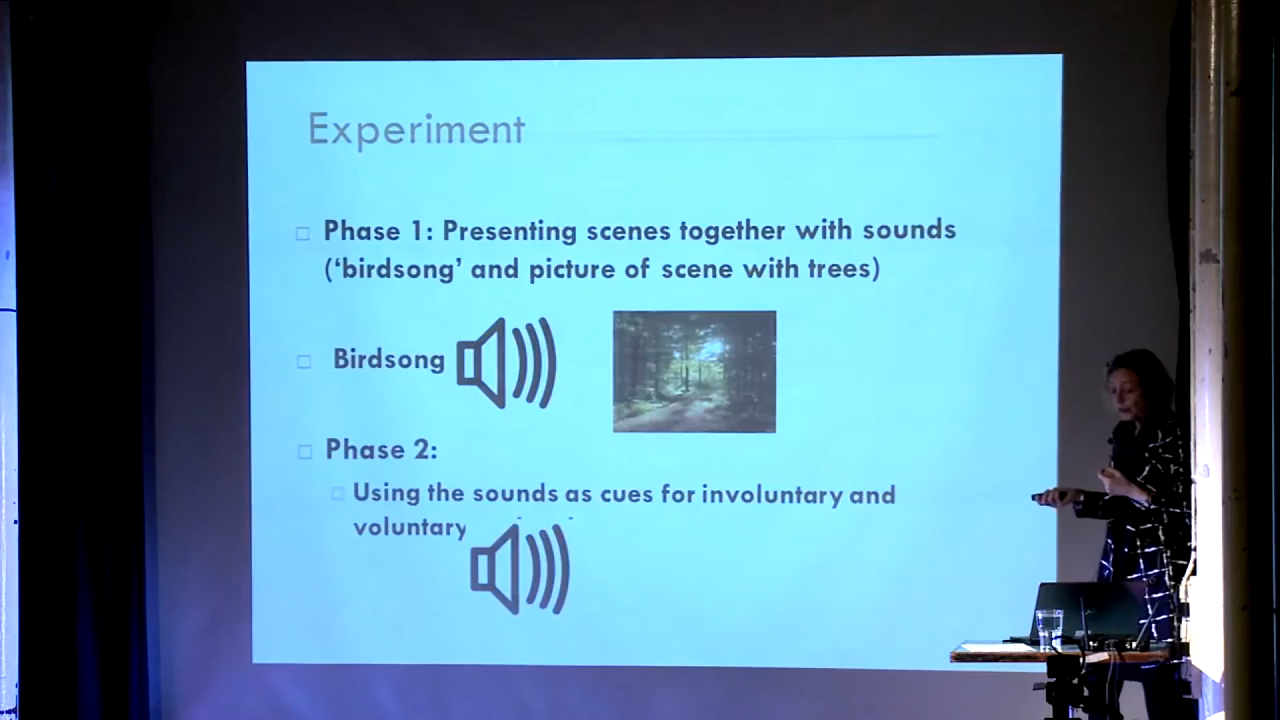 Experiment
Phase 1: Presenting scenes together with sounds
(‘birdsong’ and picture of scene with trees)
Birdsong
Phase 2:
Using the sounds as cues for involuntary and
voluntary